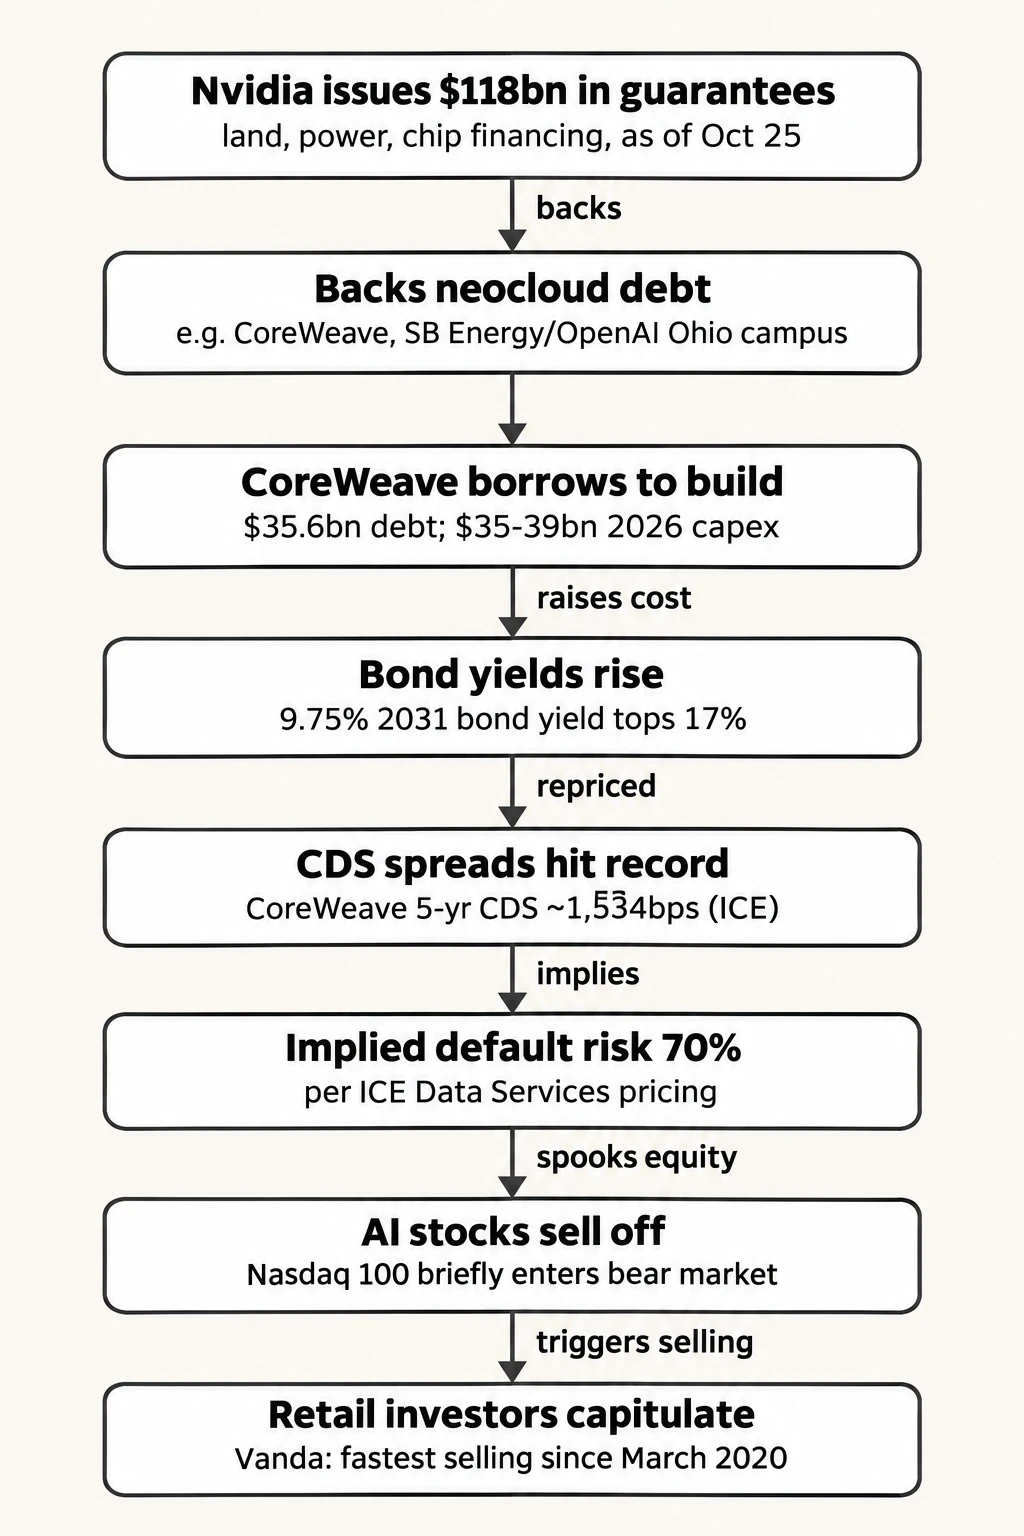 Nvidia issues $118bn in guarantees
land, power, chip financing, as of Oct 25
backs
Backs neocloud debt
e.g. CoreWeave, SB Energy/OpenAI Ohio campus
CoreWeave borrows to build
$35.6bn debt; $35-39bn 2026 capex
raises cost
Bond yields rise
9.75% 2031 bond yield tops 17%
repriced
CDS spreads hit record
CoreWeave 5-yr CDS ~1,534bps (ICE)
implies
Implied default risk 70%
per ICE Data Services pricing
spooks equity
AI stocks sell off
Nasdaq 100 briefly enters bear market
triggers selling
Retail investors capitulate
Vanda: fastest selling since March 2020